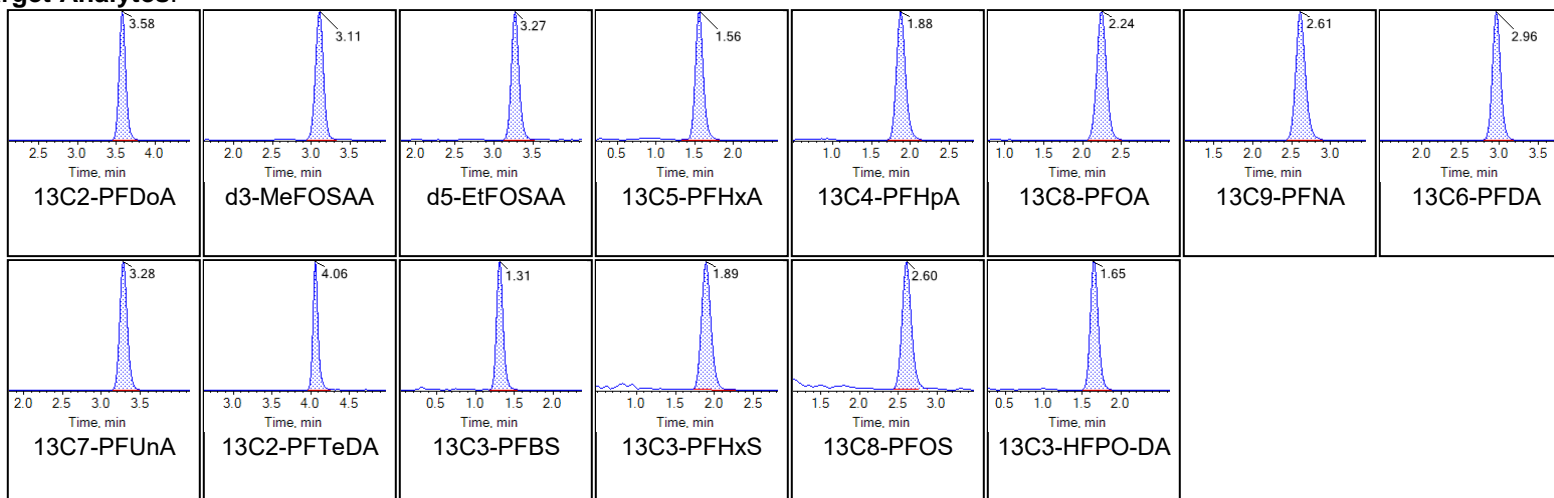 3.58 3.11 3.27 1.56 1.88 2.24 2.61 2.96
2.5 3.0 3.5 4.0 2.0 2.5 3.0 3.5 2.0 2.5 3.0 3.5 0.5 1.0 1.5 2.0 1.0 1.5 2.0 2.5 1.0 1.5 2.0 2.5 1.5 2.0 2.5 3.0 2.0 2.5 3.0 3.5
Time, min Time, min Time, min Time, min Time, min Time, min Time, min Time, min
13C2-PFDoA d3-MeFOSAA d5-EtFOSAA 13C5-PFHxA 13C4-PFHpA 13C8-PFOA 13C9-PFNA 13C6-PFDA
3.28 4.06 1.31 1.89 2.60 1.65
2.0 2.5 3.0 3.5 3.0 3.5 4.0 4.5 0.5 1.0 1.5 2.0 1.0 1.5 2.0 2.5 1.5 2.0 2.5 3.0 0.5 1.0 1.5 2.0
Time, min Time, min Time, min Time, min Time, min Time, min
13C7-PFUnA 13C2-PFTeDA 13C3-PFBS 13C3-PFHxS 13C8-PFOS 13C3-HFPO-DA